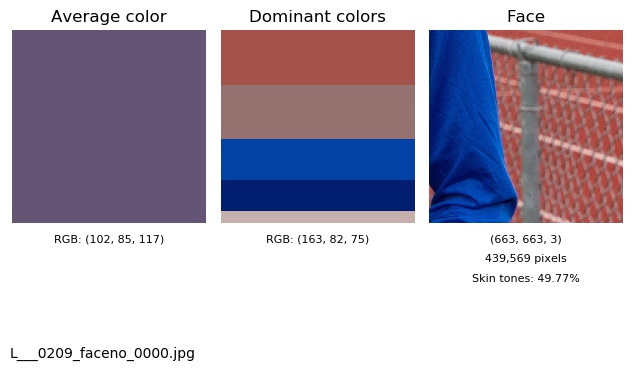 Average color
Dominant colors
Face
RGB: (102, 85, 117)
RGB: (163, 82, 75)
(663, 663, 3)
439,569 pixels
Skin tones: 49.77%
L___0209_faceno_0000.jpg